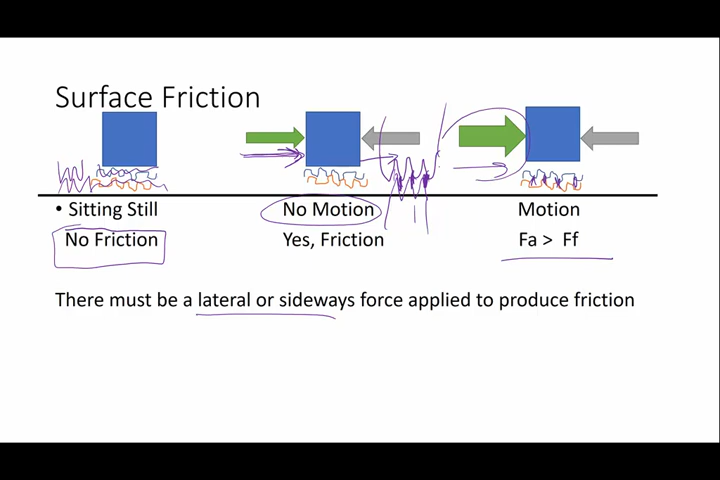 Surface Friction
• Sitting Still
No Friction
No Motion
Yes, Friction
Motion
Fa > Ff
There must be a lateral or sideways force applied to produce friction